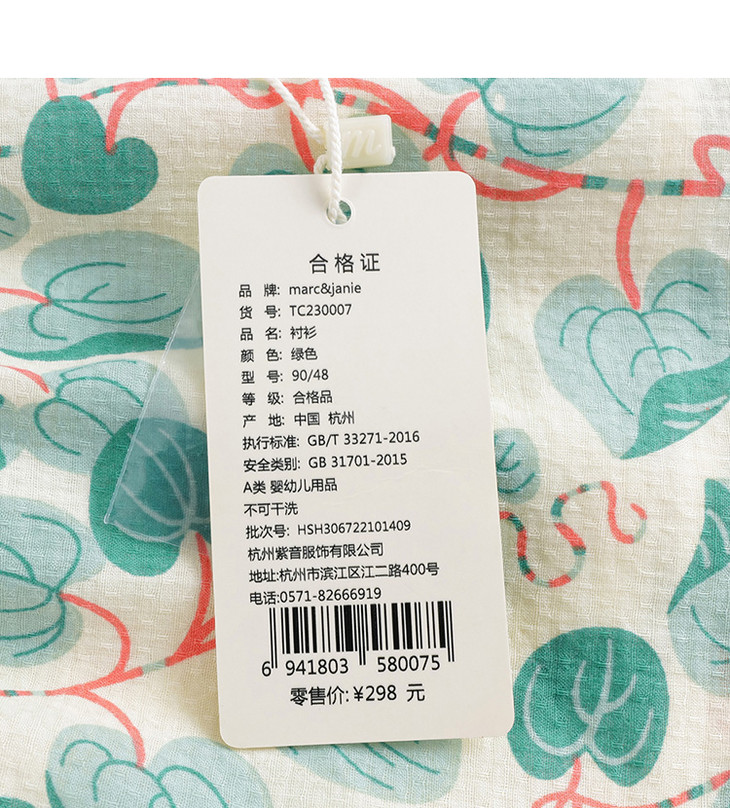 m
合格证
品 牌: marc&janie
货 号: TC230007
品 名: 衬衫
颜 色: 绿色
型 号: 90/48
等 级: 合格品
产 地: 中国 杭州
执行标准: GB/T 33271-2016
安全类别: GB 31701-2015
A类 婴幼儿用品
不可干洗
批次号: HSH306722101409
杭州紫音服饰有限公司
地址:杭州市滨江区江二路400号
电话:0571-82666919
6 941803 580075
零售价: ¥298 元